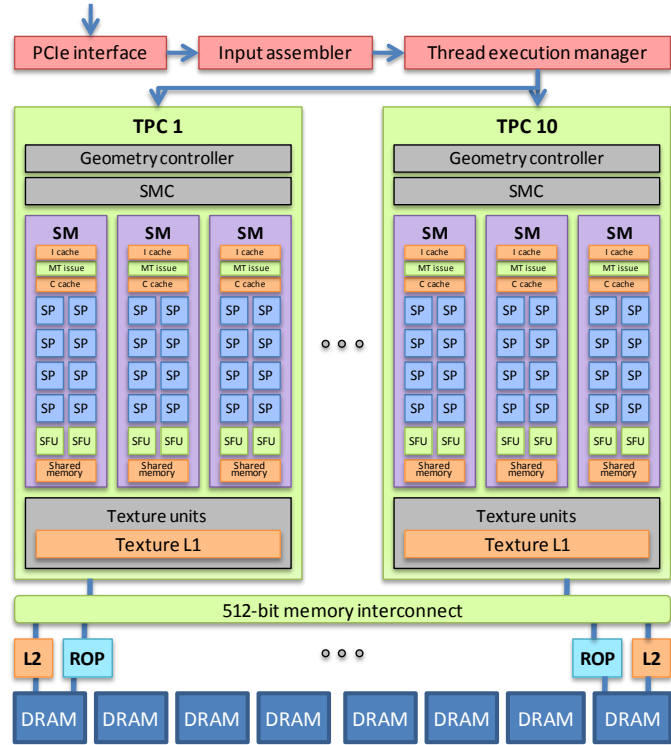 PCIe interface
Input assembler
Thread execution manager
TPC 1
Geometry controller
SMC
SM SM SM
I cache I cache I cache
MT issue MT issue MT issue
C cache C cache C cache
SP SP SP SP SP SP
SP SP SP SP SP SP
SP SP SP SP SP SP
SP SP SP SP SP SP
SFU SFU SFU SFU SFU SFU
Shared memory Shared memory Shared memory
Texture units
Texture L1
TPC 10
Geometry controller
SMC
SM SM SM
I cache I cache I cache
MT issue MT issue MT issue
C cache C cache C cache
SP SP SP SP SP SP
SP SP SP SP SP SP
SP SP SP SP SP SP
SP SP SP SP SP SP
SFU SFU SFU SFU SFU SFU
Shared memory Shared memory Shared memory
Texture units
Texture L1
512-bit memory interconnect
L2 ROP ROP L2
DRAM DRAM DRAM DRAM DRAM DRAM DRAM DRAM